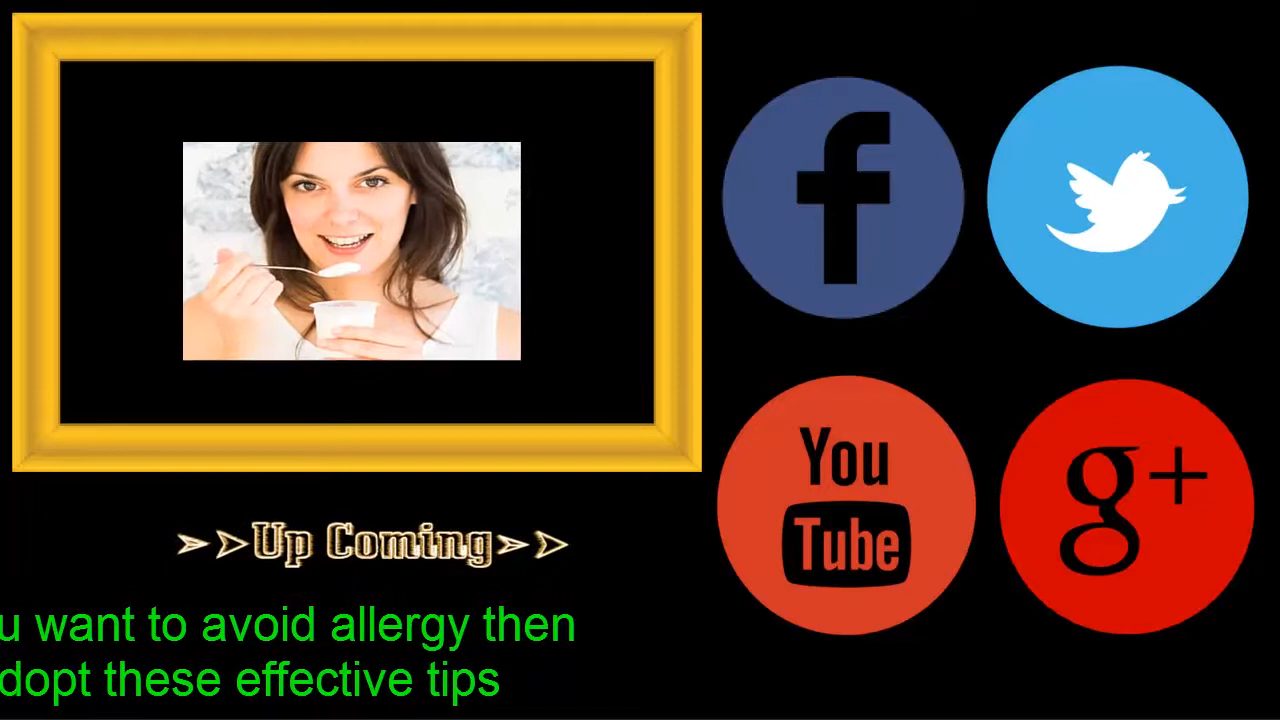 f
You
Tube
g+
➢➢Up Coming➢➢
u want to avoid allergy then
dopt these effective tips